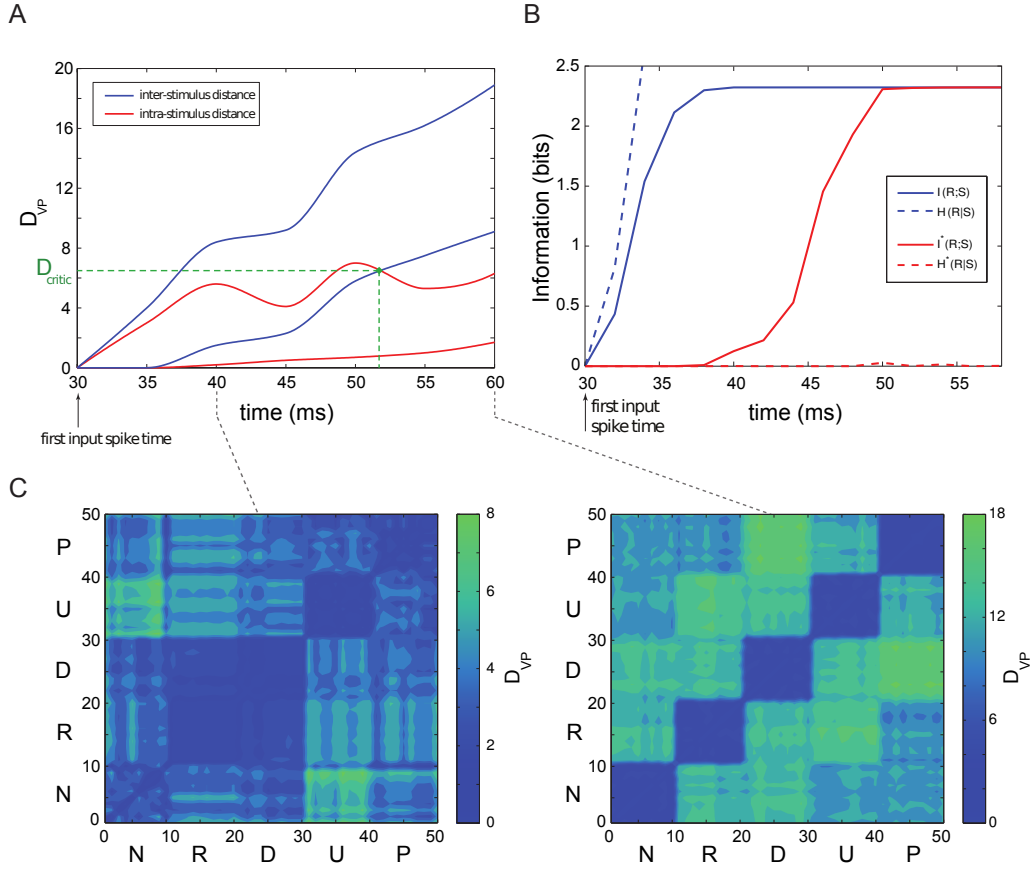 A
20
16
12
8
4
0
D_VP
D_critic
inter-stimulus distance
intra-stimulus distance
30
35
40
45
50
55
60
time (ms)
first input spike time
B
2.5
2
1.5
1
0.5
0
Information (bits)
I (R;S)
H (R|S)
I* (R;S)
H* (R|S)
30
35
40
45
50
55
time (ms)
first input
spike time
C
50
P
40
U
30
D
20
R
10
N
0
0
10
20
30
40
50
N
R
D
U
P
8
6
4
2
0
D_VP
50
P
40
U
30
D
20
R
10
N
0
0
10
20
30
40
50
N
R
D
U
P
18
12
6
0
D_VP